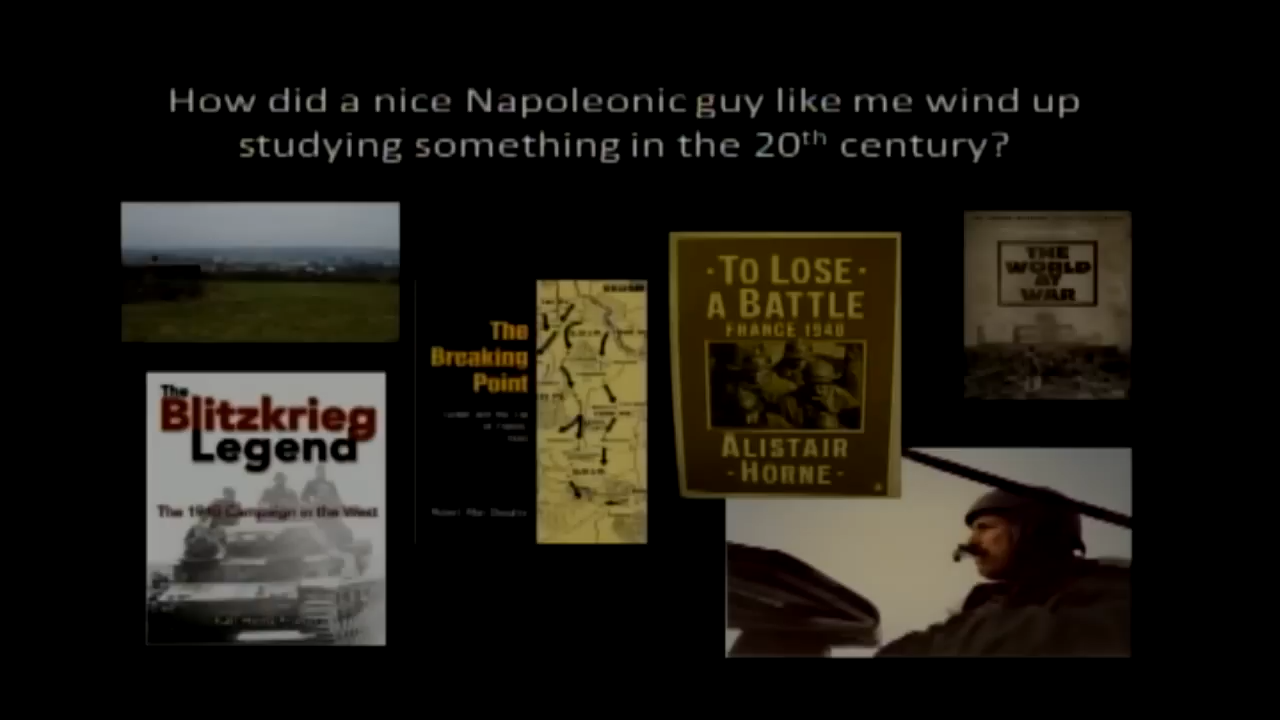 How did a nice Napoleonic guy like me wind up
studying something in the 20th century?
The
Blitzkrieg
Legend
The 1940 Campaign in the West
The
Breaking
Point
·TO LOSE·
A BATTLE
FRANCE 1940
ALISTAIR
·HORNE·
THE
WORLD
AT
WAR